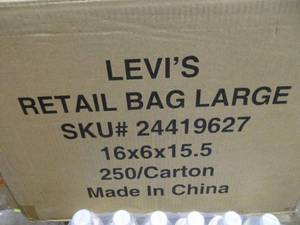 LEVI'S
RETAIL BAG LARGE
SKU# 24419627
16x6x15.5
250/Carton
Made In China